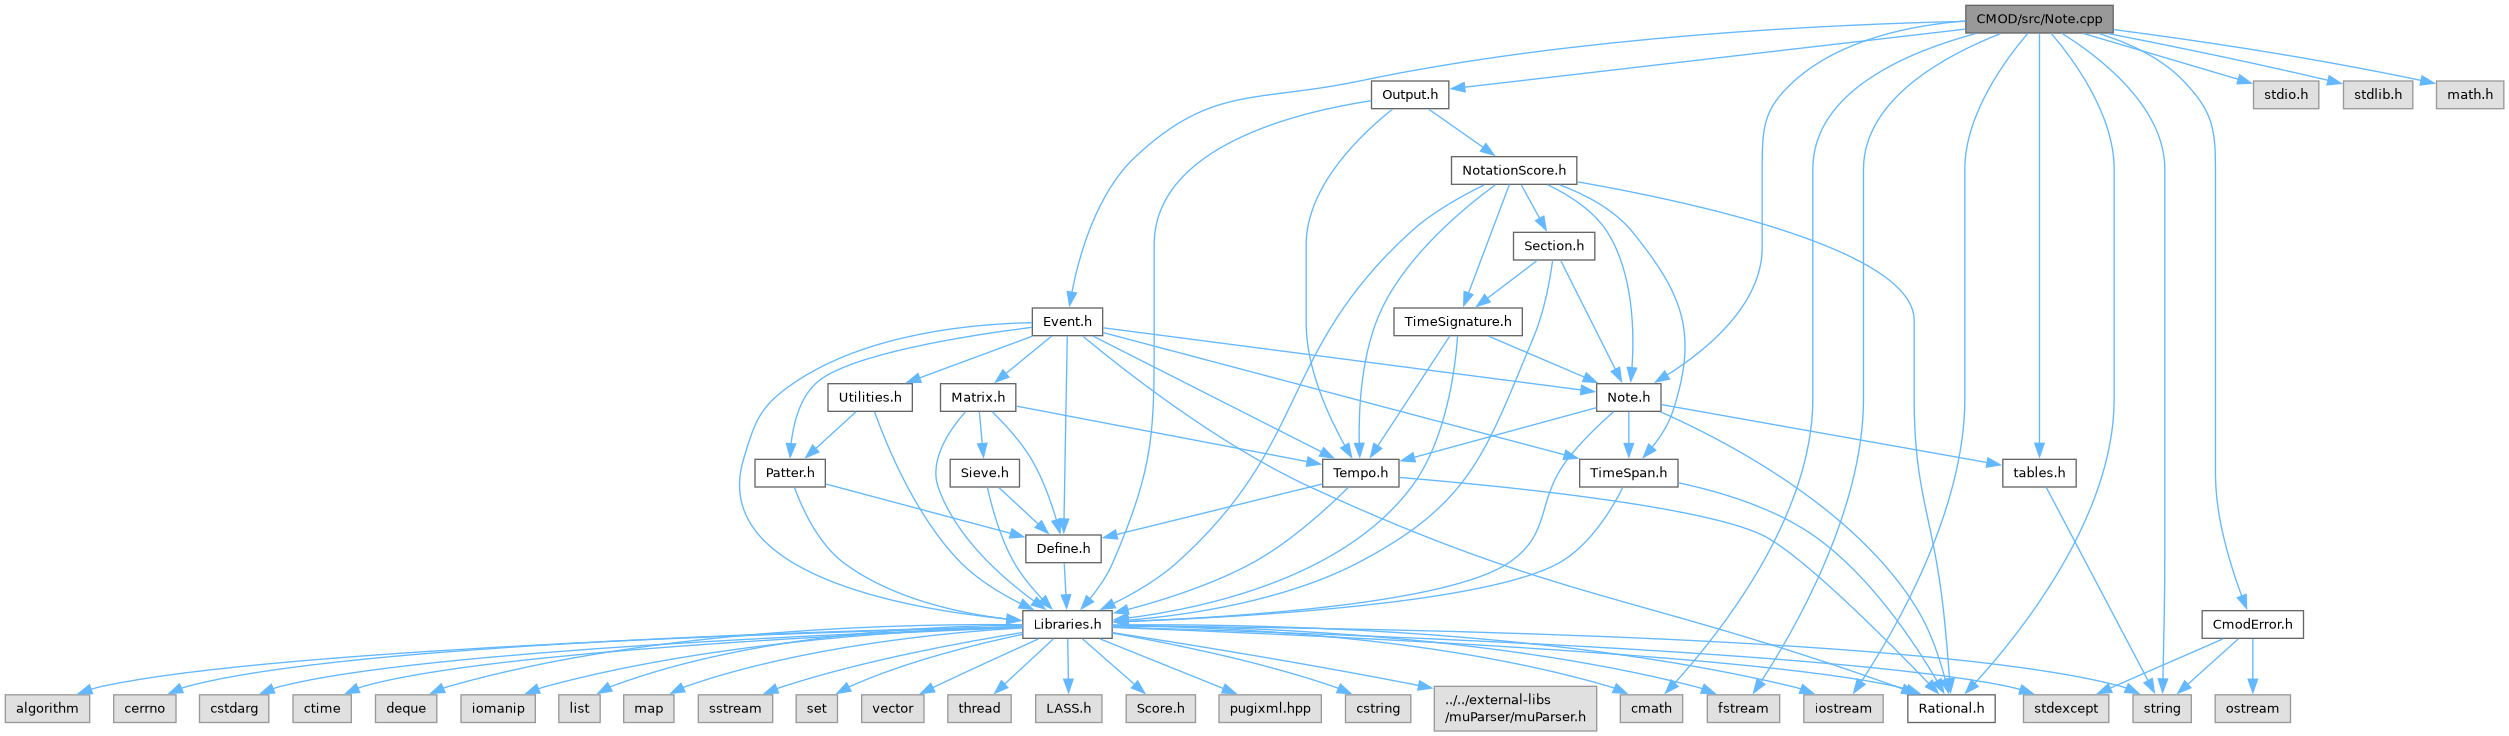 CMOD/src/Note.cpp
Output.h
stdio.h
stdlib.h
math.h
NotationScore.h
Section.h
Event.h
TimeSignature.h
Utilities.h
Matrix.h
Note.h
Patter.h
Sieve.h
Tempo.h
TimeSpan.h
tables.h
Define.h
Libraries.h
CmodError.h
algorithm
cerrno
cstdarg
ctime
deque
iomanip
list
map
sstream
set
vector
thread
LASS.h
Score.h
pugixml.hpp
cstring
../../external-libs
/muParser/muParser.h
cmath
fstream
iostream
Rational.h
stdexcept
string
ostream